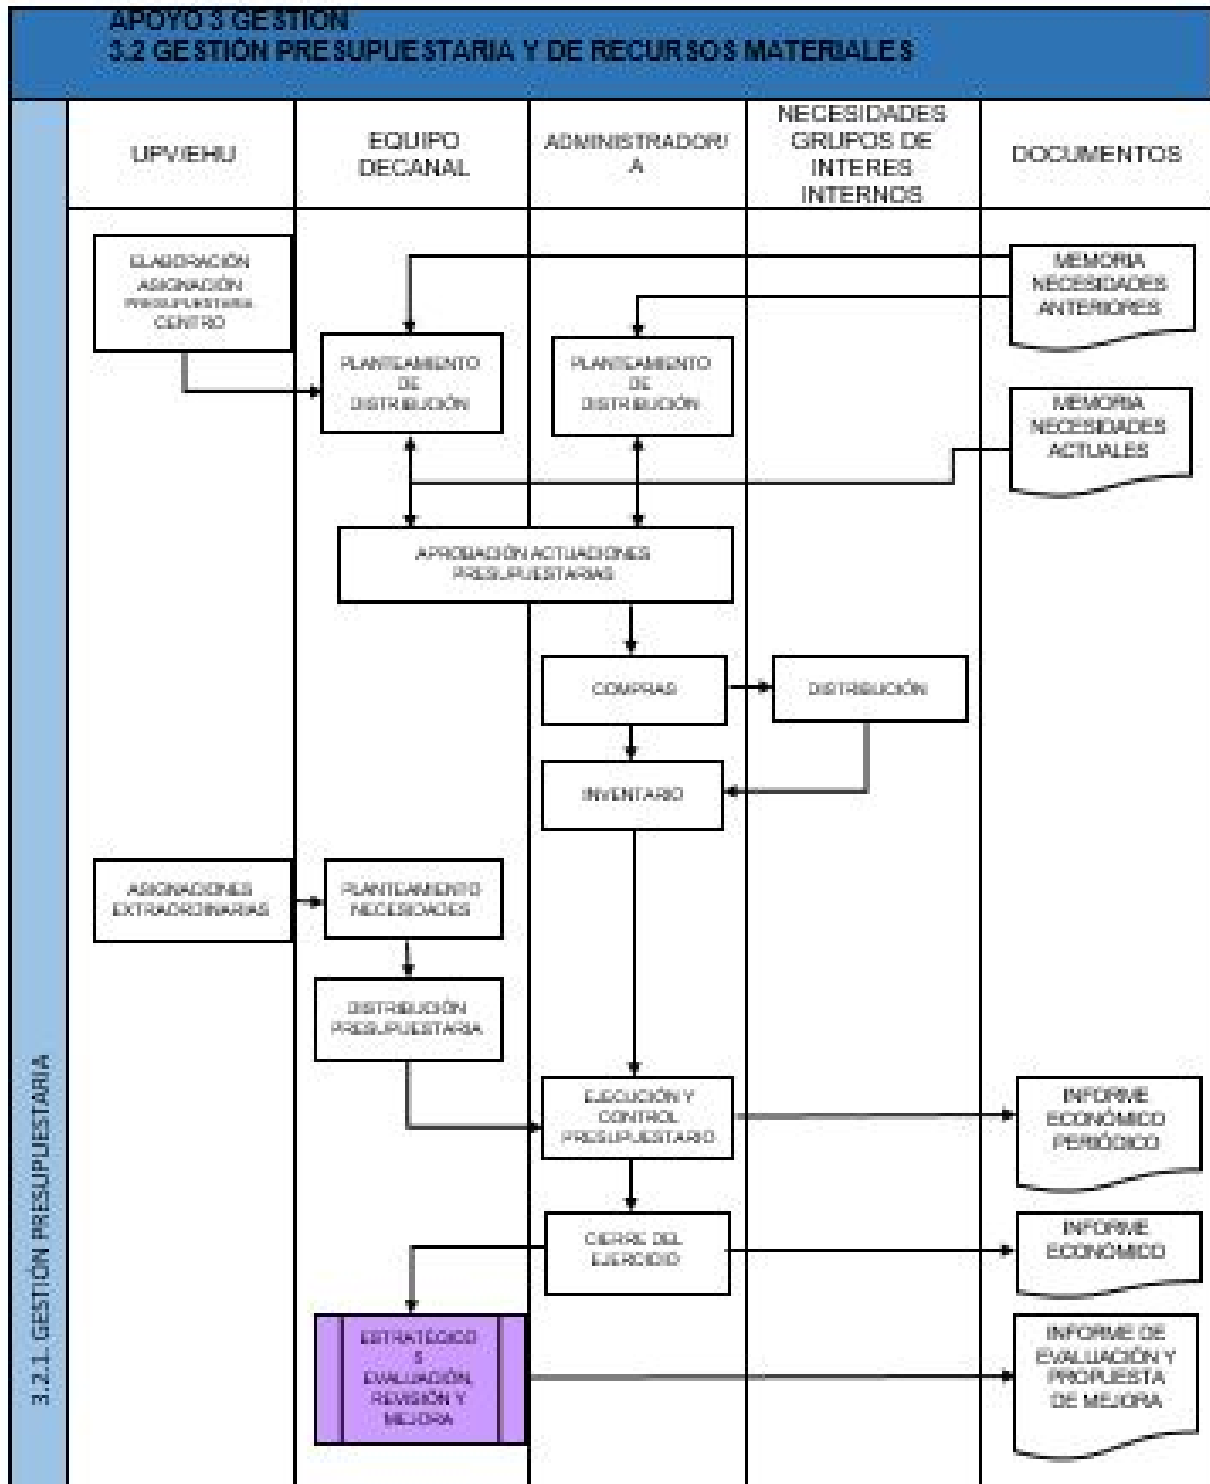 APOYO 3 GESTIÓN
3.2 GESTIÓN PRESUPUESTARIA Y DE RECURSOS MATERIALES
UPV/EHU
EQUIPO
DECANAL
ADMINISTRADOR/
A
NECESIDADES
GRUPOS DE
INTERES
INTERNOS
DOCUMENTOS
ELABORACIÓN
ASIGNACIÓN
PRESUPUESTARIA
CENTRO
MEMORIA
NECESIDADES
ANTERIORES
PLANTEAMIENTO
DE
DISTRIBUCIÓN
PLANTEAMIENTO
DE
DISTRIBUCIÓN
MEMORIA
NECESIDADES
ACTUALES
APROBACIÓN ACTUACIONES
PRESUPUESTARIAS
COMPRAS
DISTRIBUCIÓN
INVENTARIO
ASIGNACIONES
EXTRAORDINARIAS
PLANTEAMIENTO
NECESIDADES
DISTRIBUCIÓN
PRESUPUESTARIA
EJECUCIÓN Y
CONTROL
PRESUPUESTARIO
INFORME
ECONÓMICO
PERIÓDICO
CIERRE DEL
EJERCICIO
INFORME
ECONÓMICO
ESTRATÉGICO
S
EVALUACIÓN,
REVISIÓN Y
MEJORA
INFORME DE
EVALUACIÓN Y
PROPUESTA
DE MEJORA
3.2.1. GESTIÓN PRESUPUESTARIA